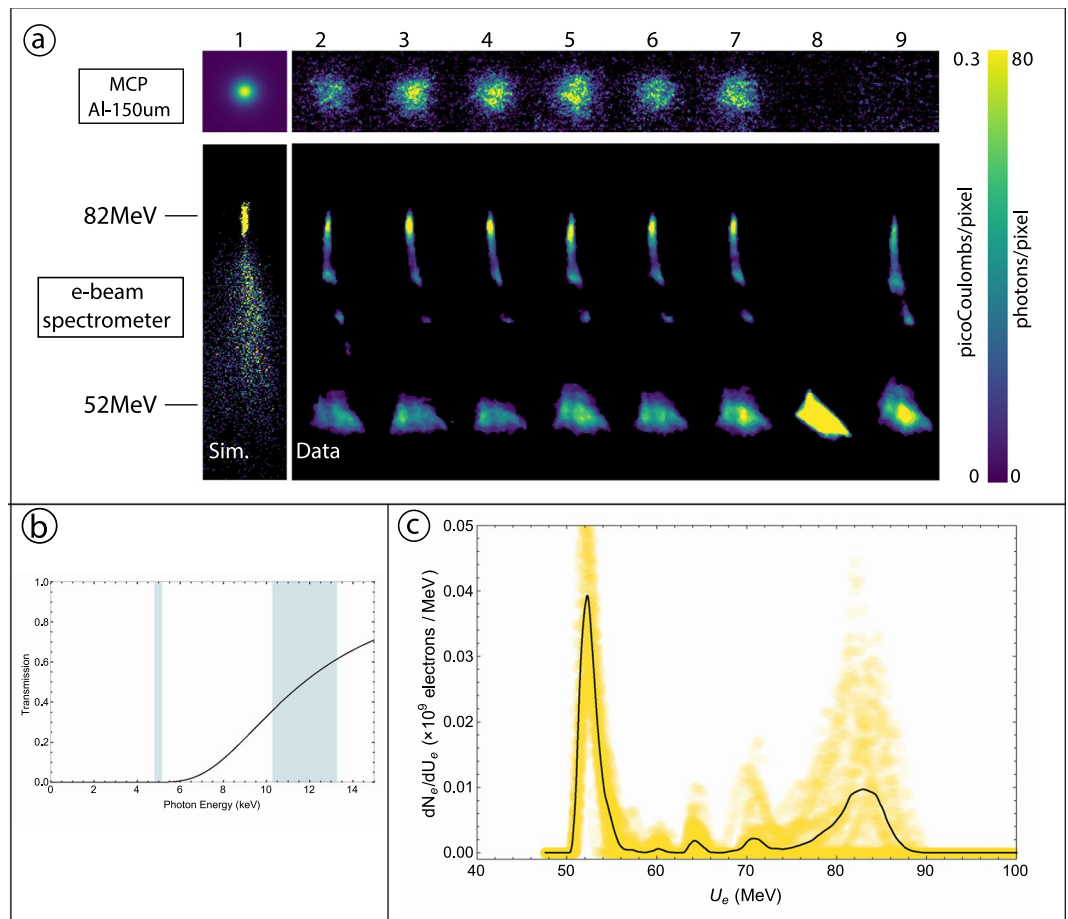 a
1 2 3 4 5 6 7 8 9
MCP
Al-150um
0.3 80
82MeV
e-beam
spectrometer
52MeV
picoCoulombs/pixel
photons/pixel
Sim. Data
0 0
b
1.0
0.8
0.6
0.4
0.2
0.0
Transmission
0 2 4 6 8 10 12 14
Photon Energy (keV)
c
0.05
0.04
0.03
0.02
0.01
0.00
dNe/dUe (×10⁹ electrons / MeV)
40 50 60 70 80 90 100
Ue (MeV)